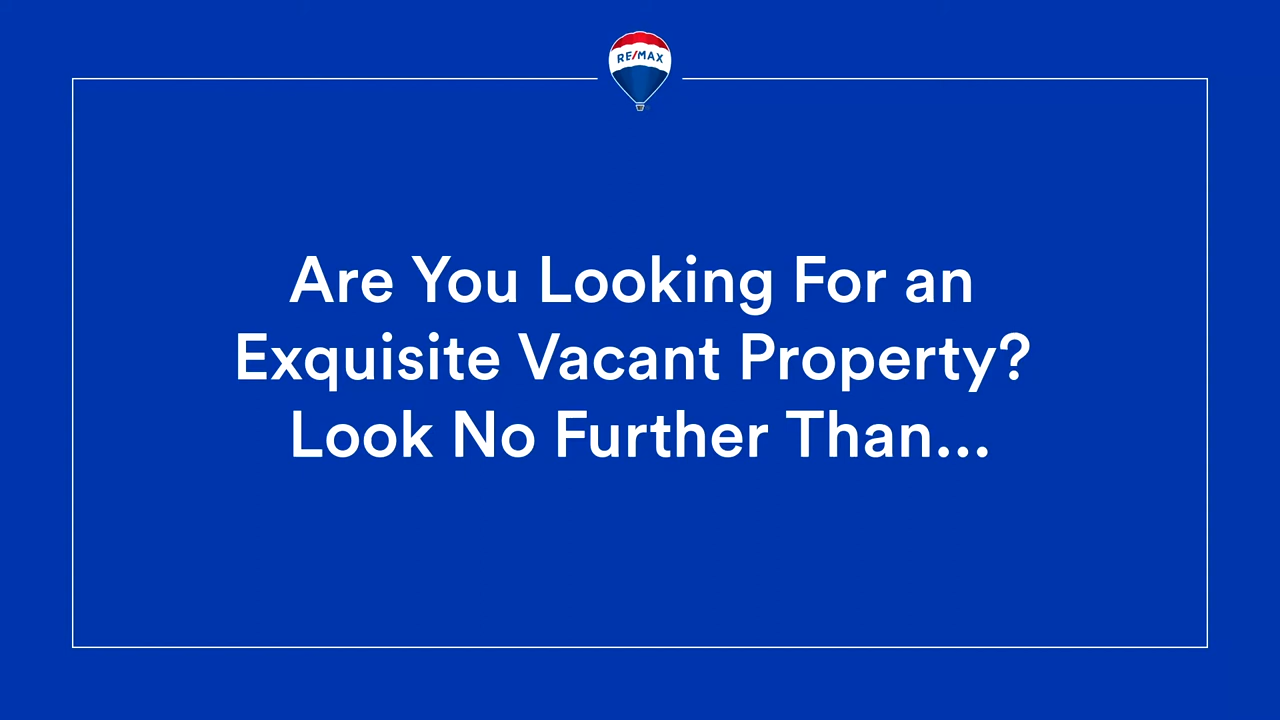 RE/MAX
Are You Looking For an
Exquisite Vacant Property?
Look No Further Than...